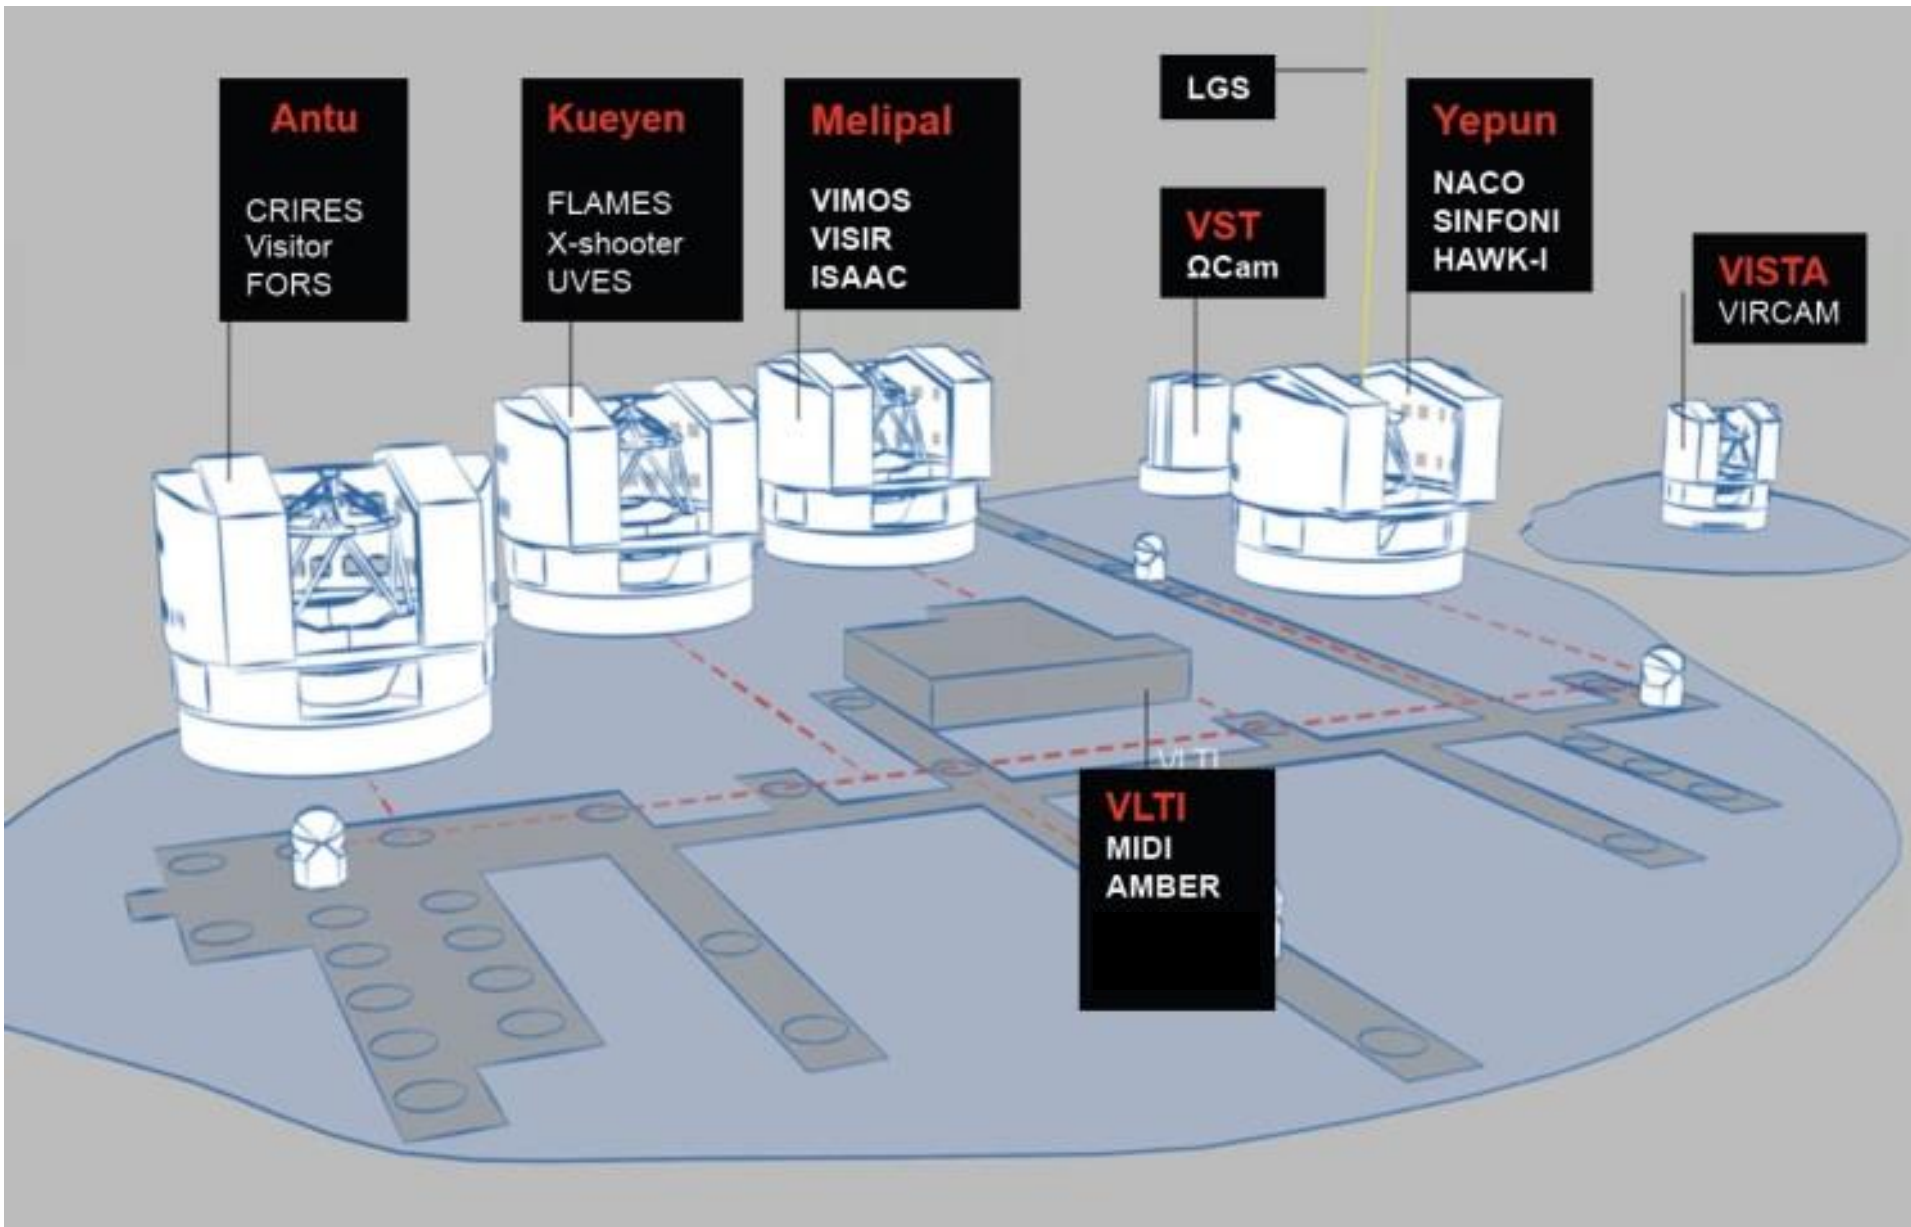 Antu
CRIRES
Visitor
FORS
Kueyen
FLAMES
X-shooter
UVES
Melipal
VIMOS
VISIR
ISAAC
LGS
VST
ΩCam
Yepun
NACO
SINFONI
HAWK-I
VISTA
VIRCAM
VLTI
VLTI
MIDI
AMBER